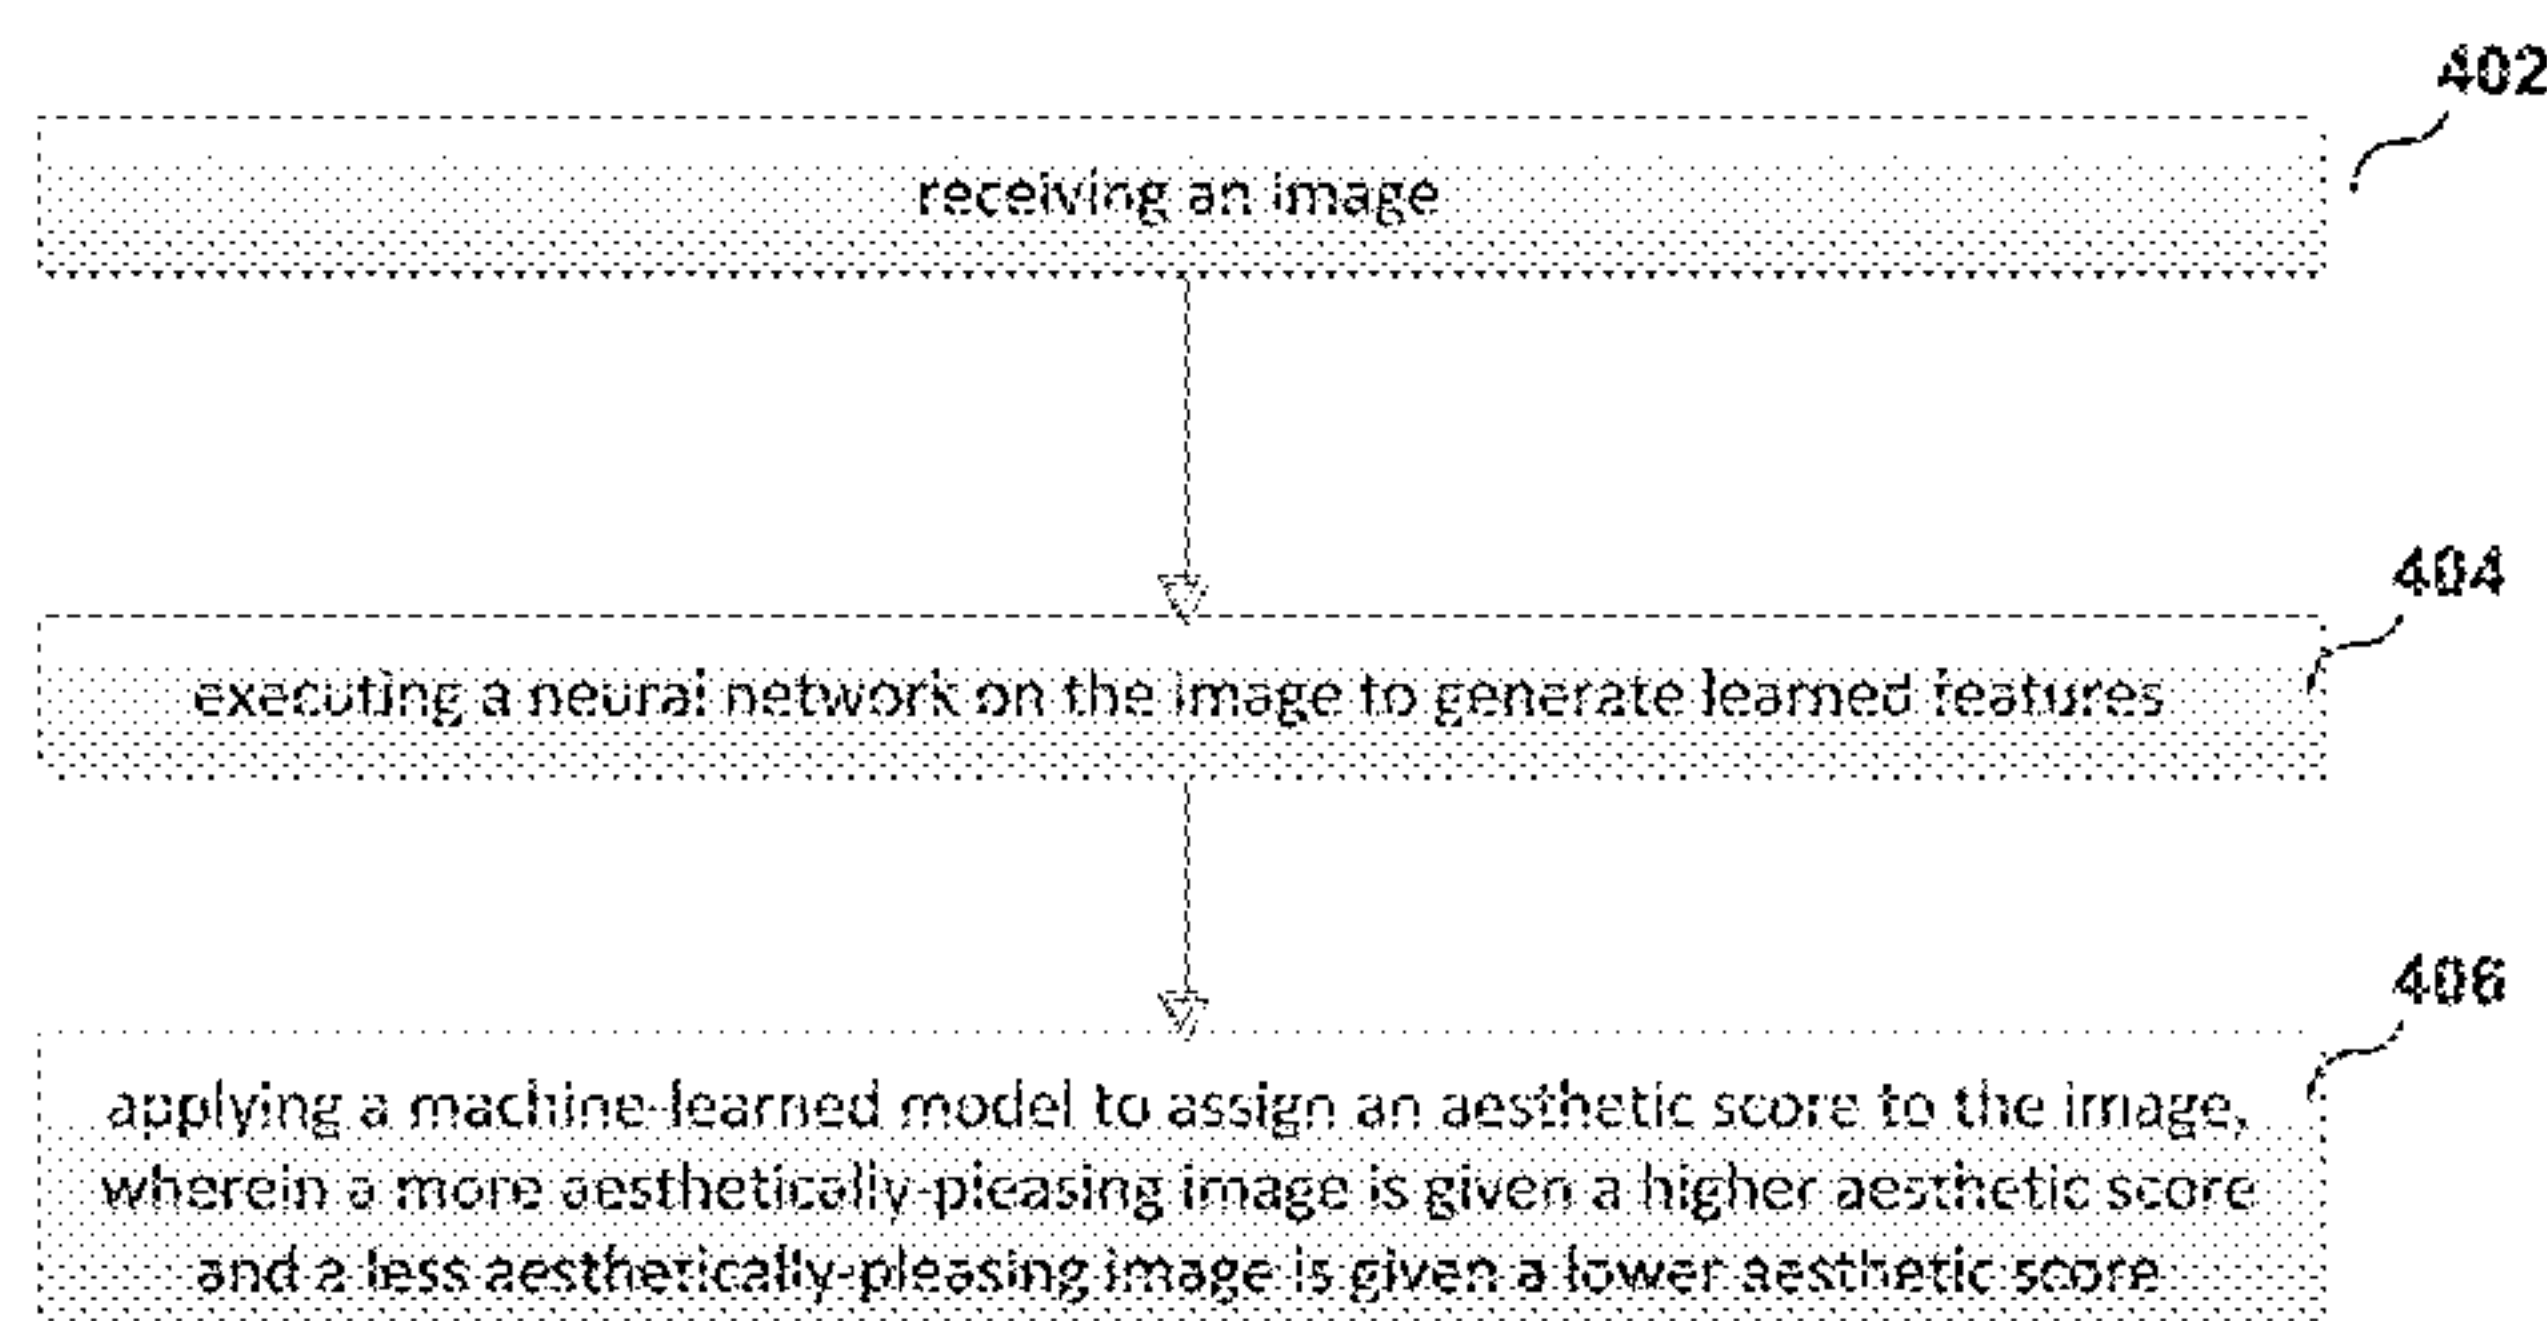 402
receiving an image
404
executing a neural network on the image to generate learned features
406
applying a machine-learned model to assign an aesthetic score to the image,
wherein a more aesthetically-pleasing image is given a higher aesthetic score
and a less aesthetically-pleasing image is given a lower aesthetic score